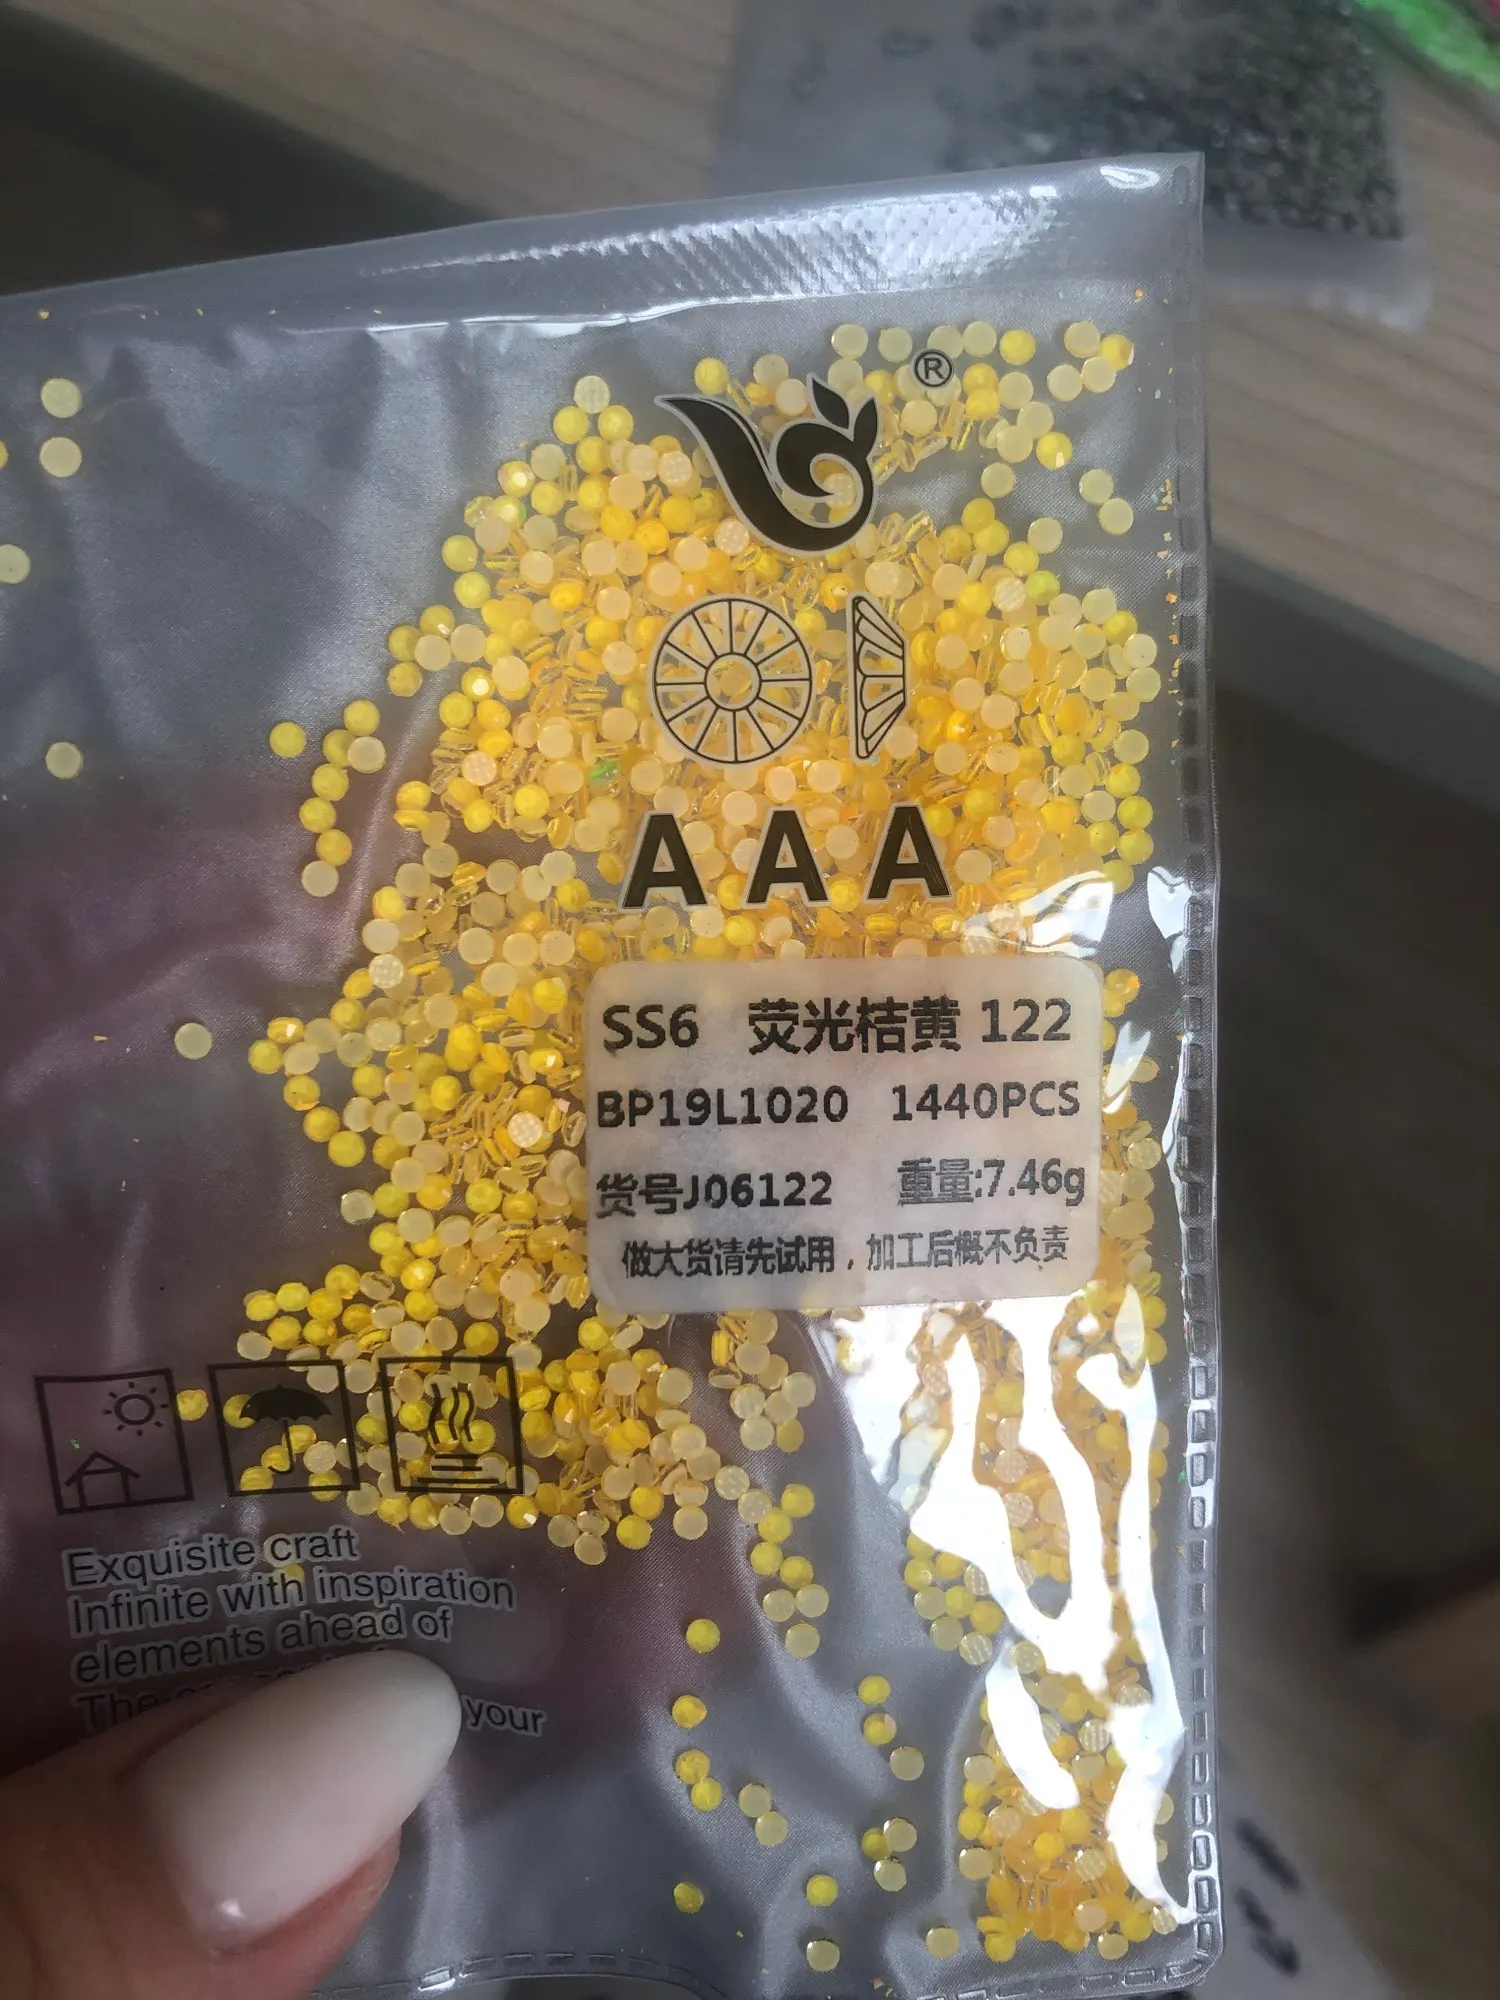 ®
A A A
SS6 荧光桔黄 122
BP19L1020 1440PCS
货号J06122 重量:7.46g
做大货请先试用，加工后概不负责
Exquisite craft
Infinite with inspiration
elements ahead of
The your